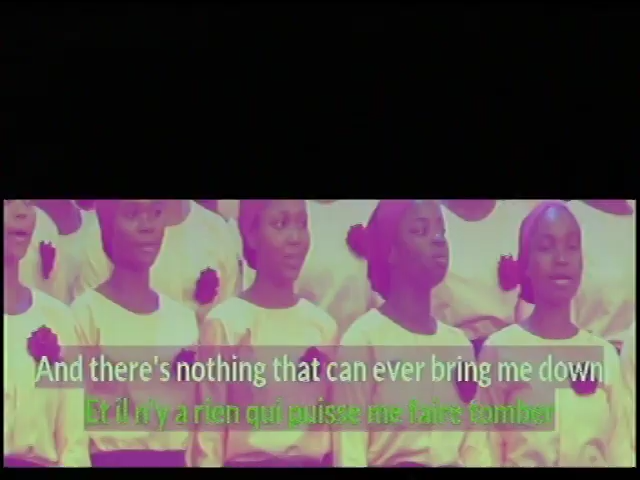 And there's nothing that can ever bring me down
Et il n'y a rien qui puisse me faire tomber